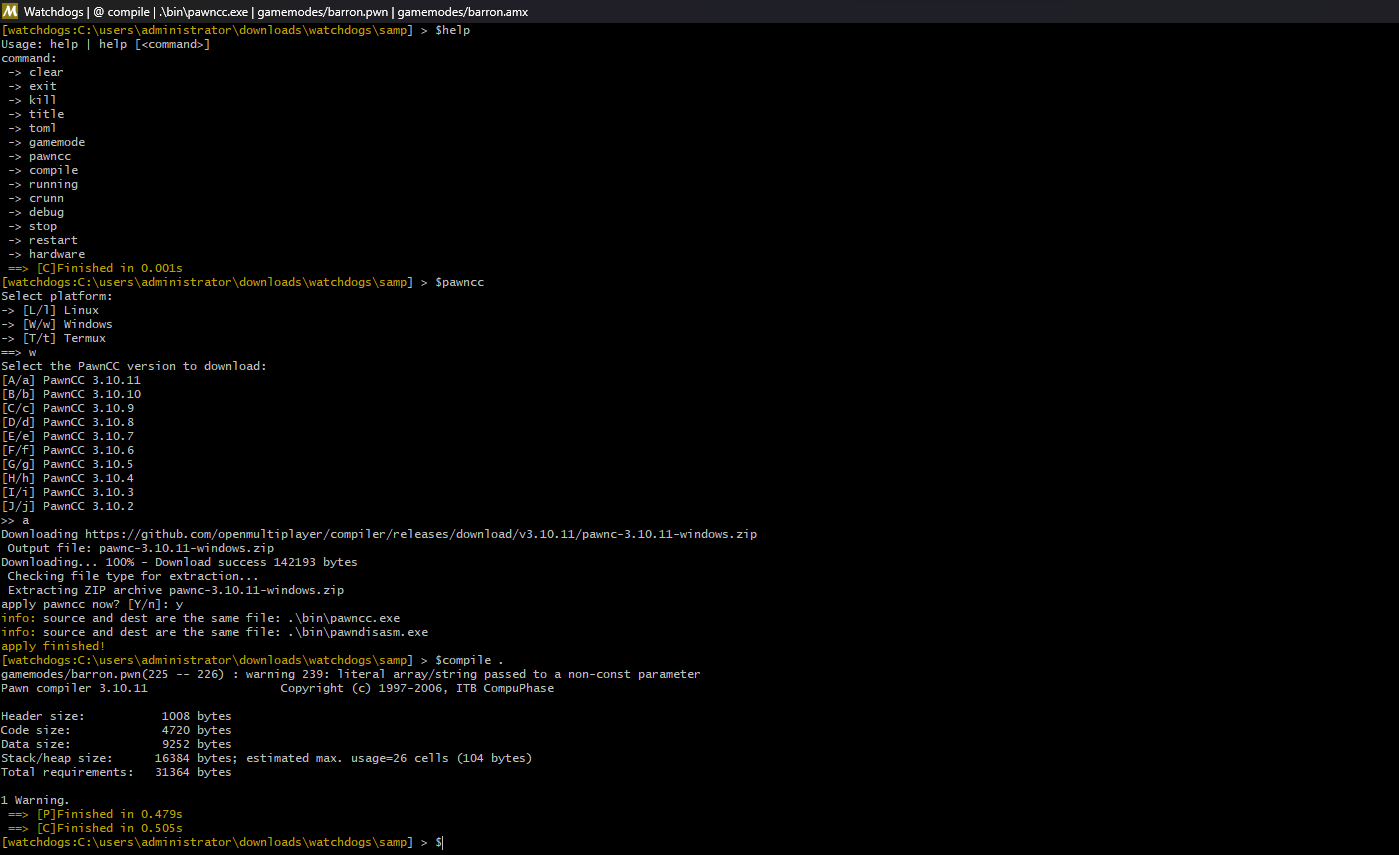 M Watchdogs | @ compile | .\bin\pawncc.exe | gamemodes/barron.pwn | gamemodes/barron.amx
[watchdogs:C:\users\administrator\downloads\watchdogs\samp] > $help
Usage: help | help [<command>]
command:
-> clear
-> exit
-> kill
-> title
-> toml
-> gamemode
-> pawncc
-> compile
-> running
-> crunn
-> debug
-> stop
-> restart
-> hardware
==> [C]Finished in 0.001s
[watchdogs:C:\users\administrator\downloads\watchdogs\samp] > $pawncc
Select platform:
-> [L/l] Linux
-> [W/w] Windows
-> [T/t] Termux
==> w
Select the PawnCC version to download:
[A/a] PawnCC 3.10.11
[B/b] PawnCC 3.10.10
[C/c] PawnCC 3.10.9
[D/d] PawnCC 3.10.8
[E/e] PawnCC 3.10.7
[F/f] PawnCC 3.10.6
[G/g] PawnCC 3.10.5
[H/h] PawnCC 3.10.4
[I/i] PawnCC 3.10.3
[J/j] PawnCC 3.10.2
>> a
Downloading https://github.com/openmultiplayer/compiler/releases/download/v3.10.11/pawnc-3.10.11-windows.zip
Output file: pawnc-3.10.11-windows.zip
Downloading... 100% - Download success 142193 bytes
Checking file type for extraction...
Extracting ZIP archive pawnc-3.10.11-windows.zip
apply pawncc now? [Y/n]: y
info: source and dest are the same file: .\bin\pawncc.exe
info: source and dest are the same file: .\bin\pawndisasm.exe
apply finished!
[watchdogs:C:\users\administrator\downloads\watchdogs\samp] > $compile .
gamemodes/barron.pwn(225 -- 226) : warning 239: literal array/string passed to a non-const parameter
Pawn compiler 3.10.11 Copyright (c) 1997-2006, ITB CompuPhase
Header size: 1008 bytes
Code size: 4720 bytes
Data size: 9252 bytes
Stack/heap size: 16384 bytes; estimated max. usage=26 cells (104 bytes)
Total requirements: 31364 bytes
1 Warning.
==> [P]Finished in 0.479s
==> [C]Finished in 0.505s
[watchdogs:C:\users\administrator\downloads\watchdogs\samp] > $